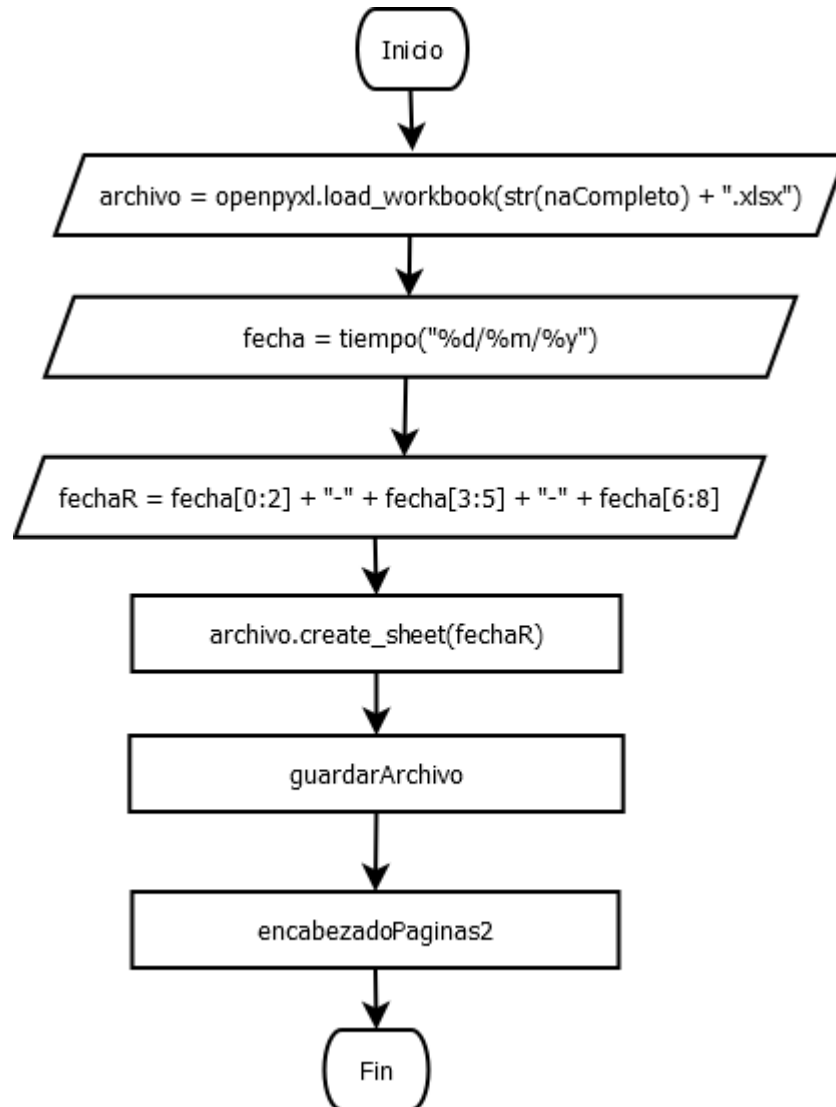 Inicio
archivo = openpyxl.load_workbook(str(naCompleto) + ".xlsx")
fecha = tiempo("%d/%m/%y")
fechaR = fecha[0:2] + "-" + fecha[3:5] + "-" + fecha[6:8]
archivo.create_sheet(fechaR)
guardarArchivo
encabezadoPaginas2
Fin